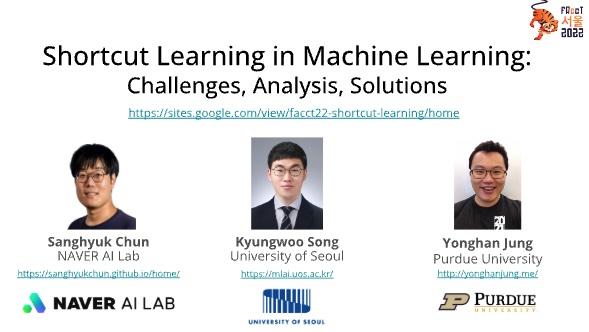 FAccT
서울
2022
Shortcut Learning in Machine Learning:
Challenges, Analysis, Solutions
https://sites.google.com/view/facct22-shortcut-learning/home
Sanghyuk Chun
NAVER AI Lab
https://sanghyukchun.github.io/home/
NAVER AI LAB
Kyungwoo Song
University of Seoul
https://mlai.uos.ac.kr/
UNIVERSITY OF SEOUL
20
21
Yonghan Jung
Purdue University
http://yonghanjung.me/
P PURDUE
UNIVERSITY